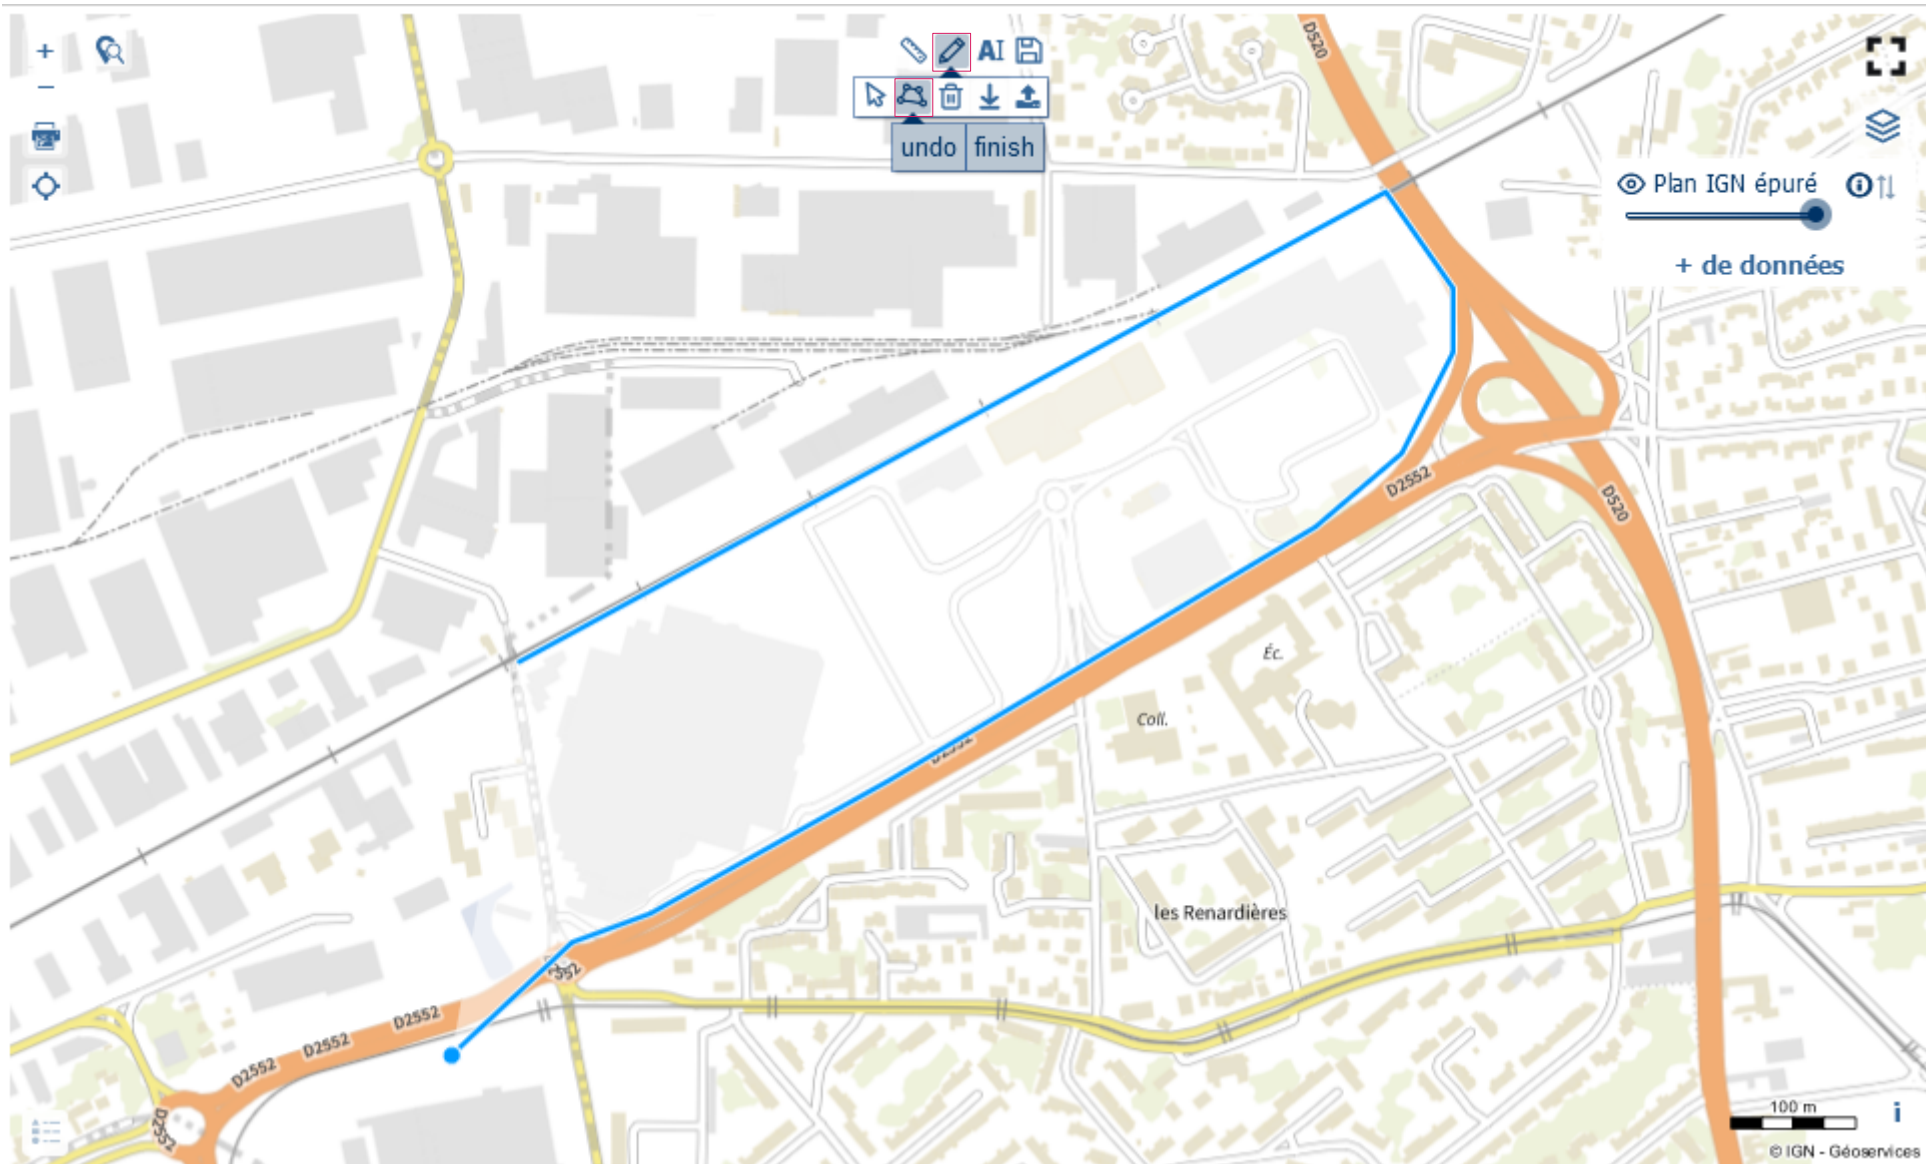 D520
AI
undo finish
Plan IGN épuré
+ de données
D2552
D520
Éc.
Coll.
les Renardières
D2552
D2552
D2552
D2552
100 m
© IGN - Géoservices